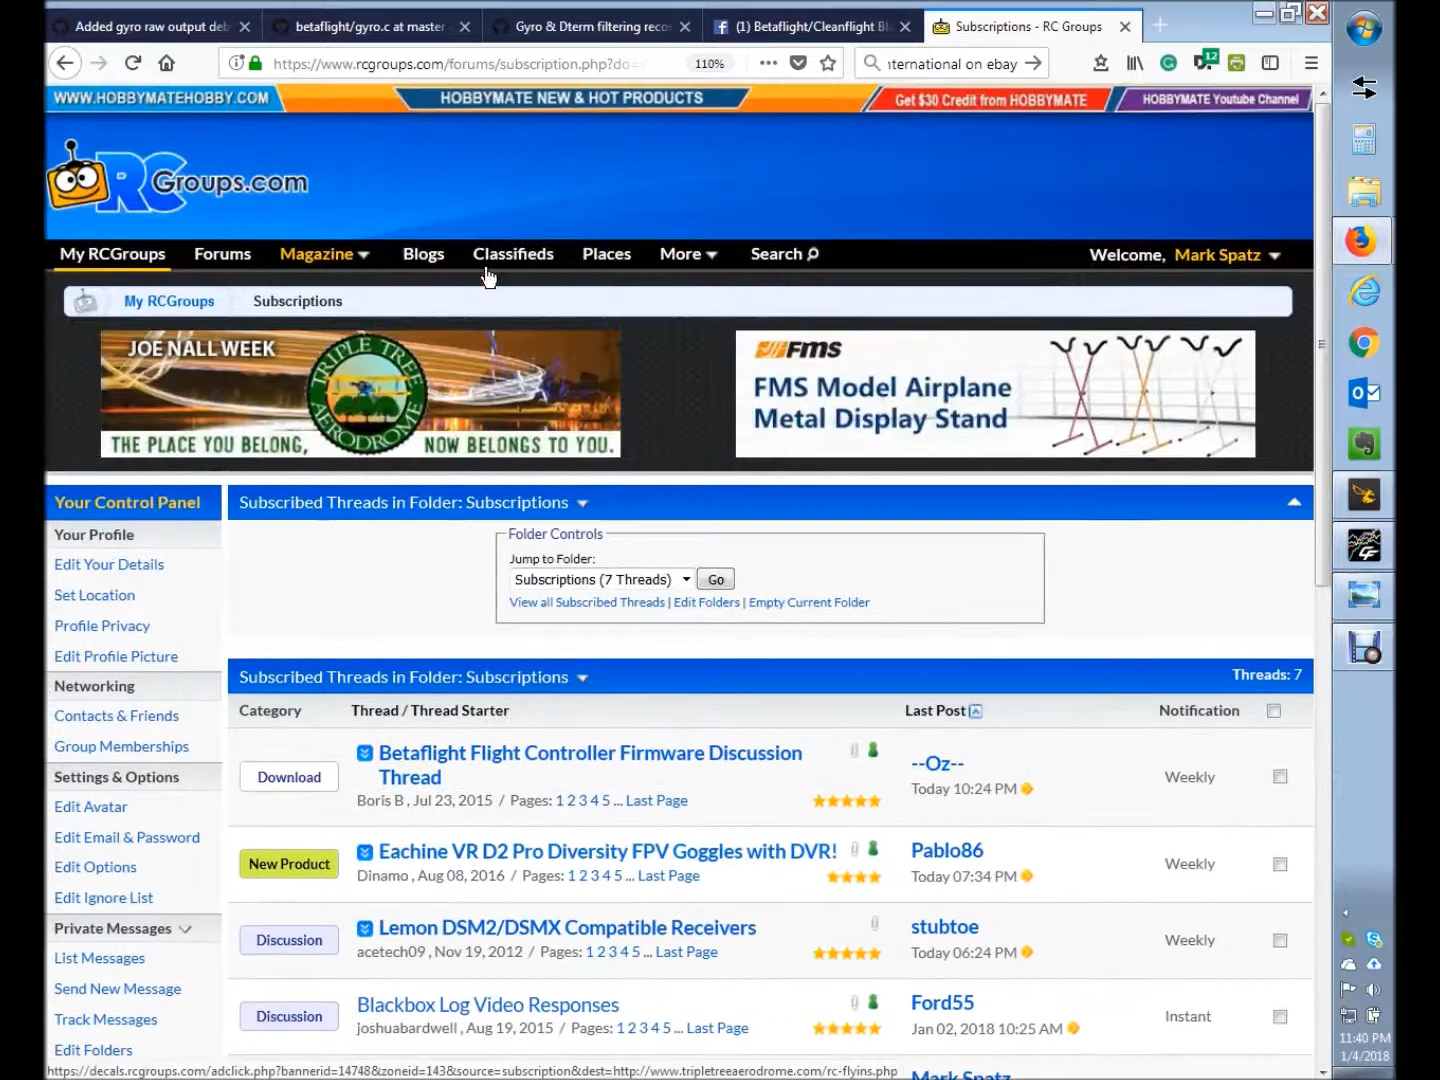 Added gyro raw output deb
betaflight/gyro.c at master
Gyro & Dterm filtering reco
(1) Betaflight/Cleanflight Bl
Subscriptions - RC Groups
https://www.rcgroups.com/forums/subscription.php?do=
110%
nternational on ebay
12
WWW.HOBBYMATEHOBBY.COM
HOBBYMATE NEW & HOT PRODUCTS
Get $30 Credit from HOBBYMATE
HOBBYMATE Youtube Channel
RCGroups.com
My RCGroups Forums Magazine Blogs Classifieds Places More Search
Welcome, Mark Spatz
My RCGroups Subscriptions
JOE NALL WEEK
TRIPLE TREE
AERODROME
THE PLACE YOU BELONG, NOW BELONGS TO YOU.
FMS
FMS Model Airplane
Metal Display Stand
Your Control Panel
Your Profile
Edit Your Details
Set Location
Profile Privacy
Edit Profile Picture
Networking
Contacts & Friends
Group Memberships
Settings & Options
Edit Avatar
Edit Email & Password
Edit Options
Edit Ignore List
Private Messages
List Messages
Send New Message
Track Messages
Edit Folders
Subscribed Threads in Folder: Subscriptions
Folder Controls
Jump to Folder:
Subscriptions (7 Threads) Go
View all Subscribed Threads | Edit Folders | Empty Current Folder
Subscribed Threads in Folder: Subscriptions Threads: 7
Category Thread / Thread Starter Last Post Notification
Download
Betaflight Flight Controller Firmware Discussion
Thread
Boris B , Jul 23, 2015 / Pages: 1 2 3 4 5 ... Last Page
--Oz--
Today 10:24 PM
Weekly
New Product
Eachine VR D2 Pro Diversity FPV Goggles with DVR!
Dinamo , Aug 08, 2016 / Pages: 1 2 3 4 5 ... Last Page
Pablo86
Today 07:34 PM
Weekly
Discussion
Lemon DSM2/DSMX Compatible Receivers
acetech09 , Nov 19, 2012 / Pages: 1 2 3 4 5 ... Last Page
stubtoe
Today 06:24 PM
Weekly
Discussion
Blackbox Log Video Responses
joshuabardwell , Aug 19, 2015 / Pages: 1 2 3 4 5 ... Last Page
Ford55
Jan 02, 2018 10:25 AM
Instant
Mark Spatz
https://decals.rcgroups.com/adclick.php?bannerid=14748&zoneid=143&source=subscription&dest=http://www.tripletreeaerodrome.com/rc-flyins.php
11:40 PM
1/4/2018